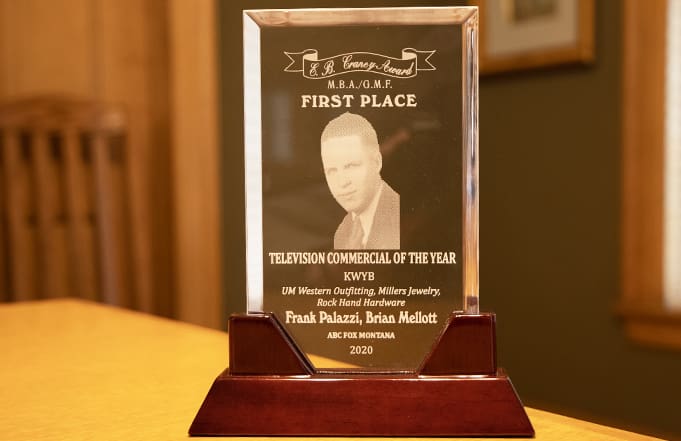 E. B. Craney Award
M.B.A./G.M.F.
FIRST PLACE
TELEVISION COMMERCIAL OF THE YEAR
KWYB
UM Western Outfitting, Millers Jewelry,
Rock Hand Hardware
Frank Palazzi, Brian Mellott
ABC FOX MONTANA
2020